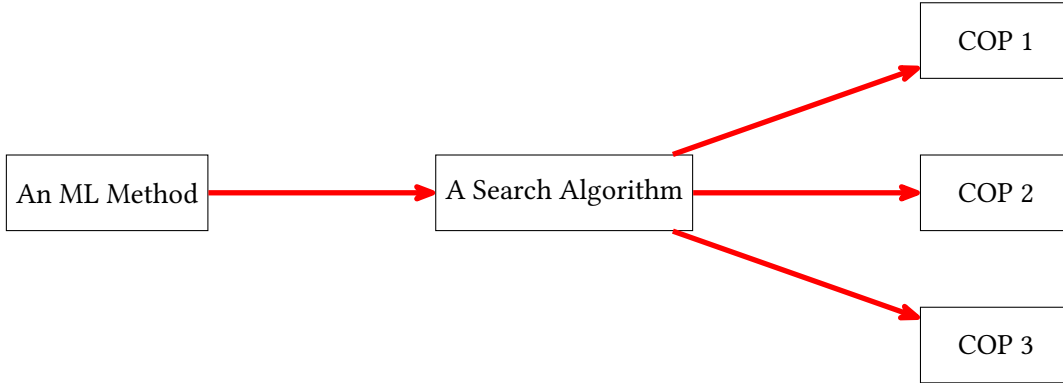 COP 1
An ML Method
A Search Algorithm
COP 2
COP 3